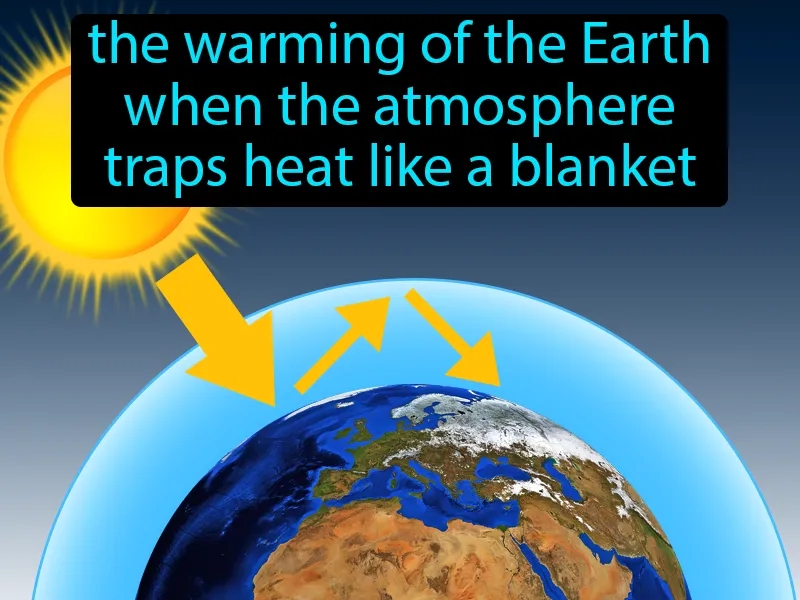 the warming of the Earth
when the atmosphere
traps heat like a blanket